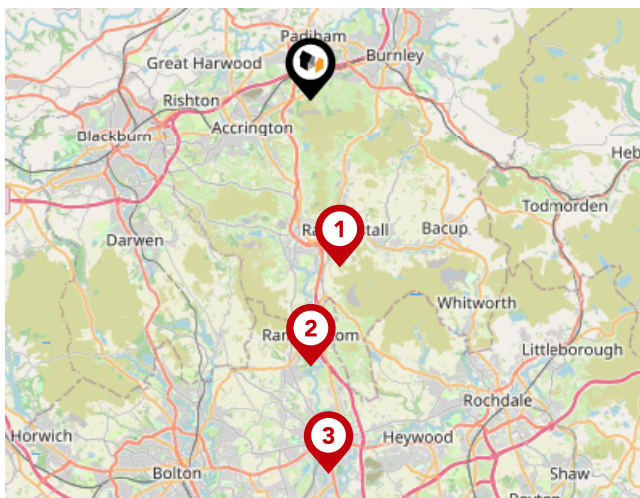 Padiham
Burnley
Great Harwood
Rishton
Accrington
Blackburn
Heb
Todmorden
1
Bacup
Darwen
Whitworth
2
Littleborough
Rochdale
3
Horwich
Heywood
Bolton
Shaw